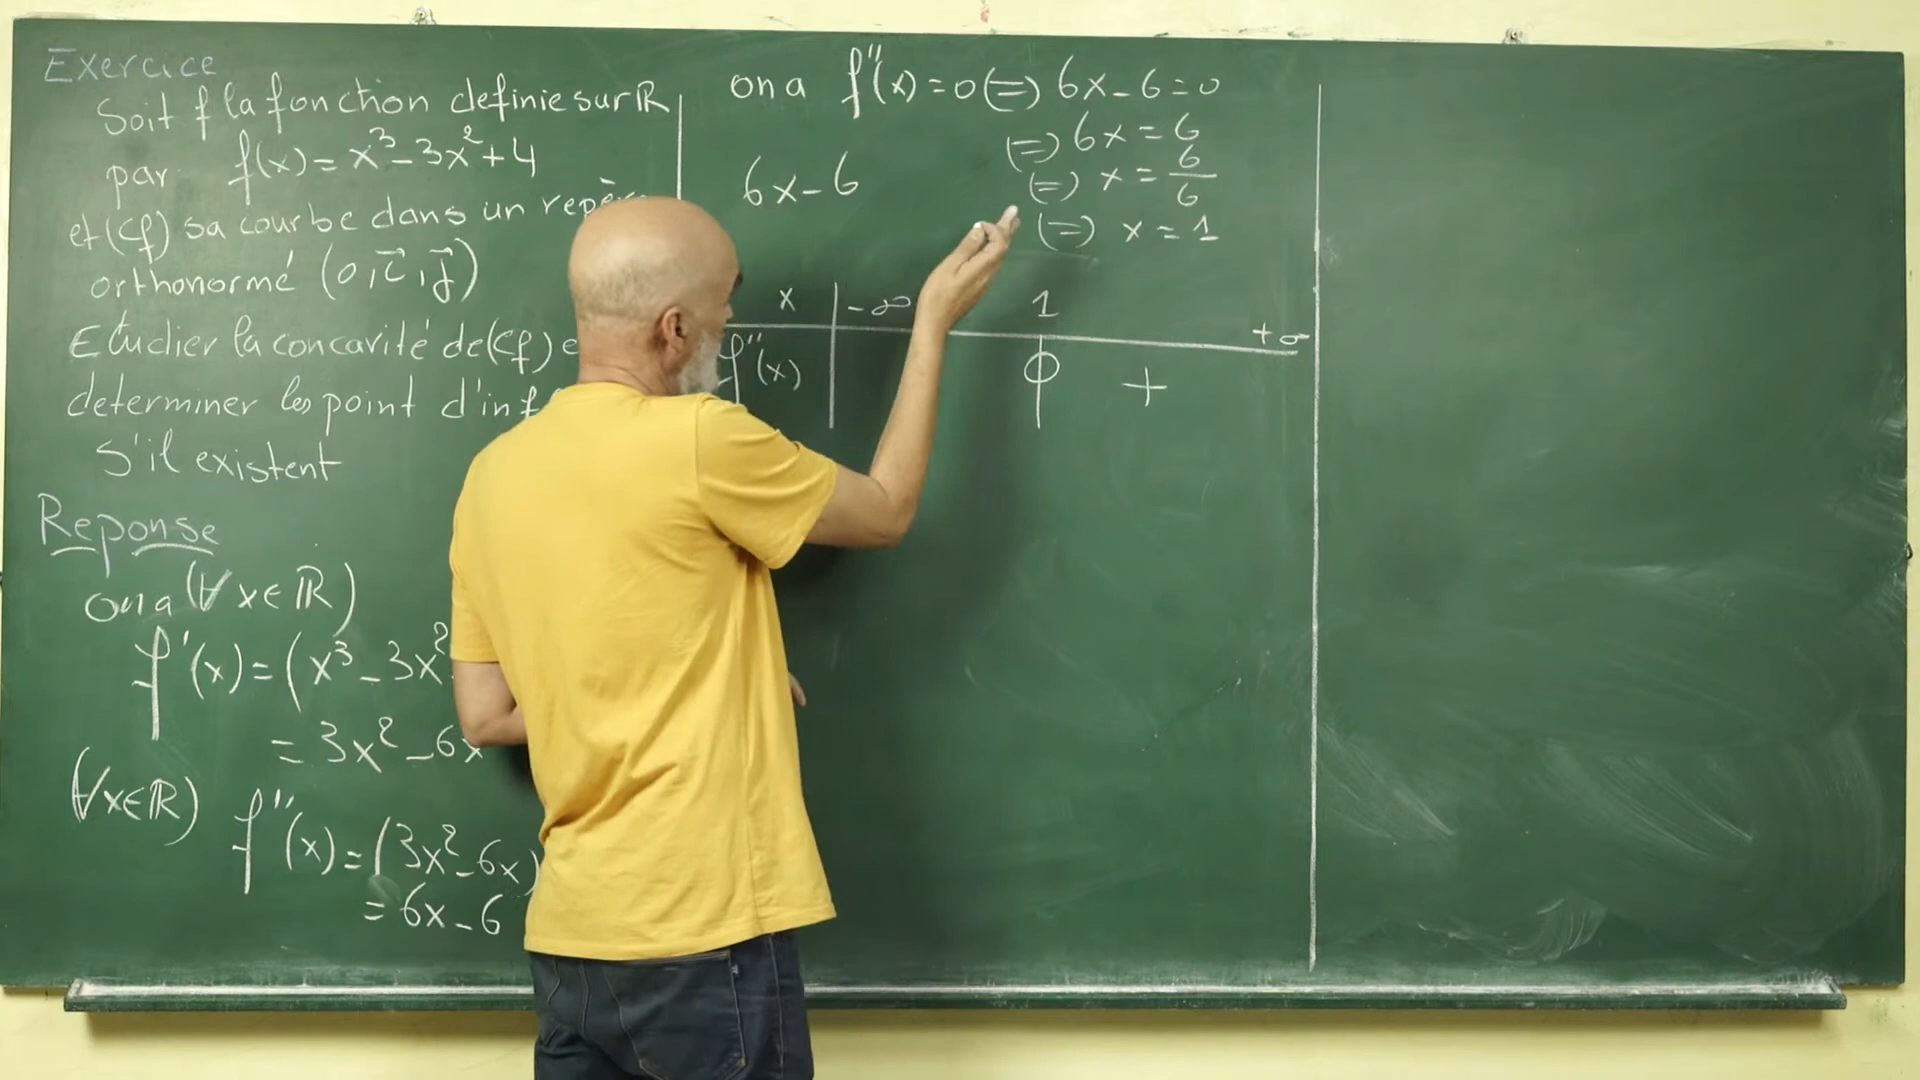 Exercice
Soit f la fonction definie sur ℝ
par f(x) = x³ - 3x² + 4
et (Cf) sa courbe dans un repère
orthonormé (o, i⃗, j⃗)
Etudier la concavité de (Cf) e
determiner les point d'inf
S'il existent
Reponse
on a (∀ x ∈ ℝ)
f'(x) = (x³ - 3x²
= 3x² - 6x
(∀x∈ℝ) f''(x) = (3x² - 6x)
= 6x - 6
on a f''(x) = 0 (=) 6x - 6 = 0
(=) 6x = 6
(=) x = 6/6
(=) x = 1
6x - 6
x -∞ 1 +∞
f''(x) 0 +